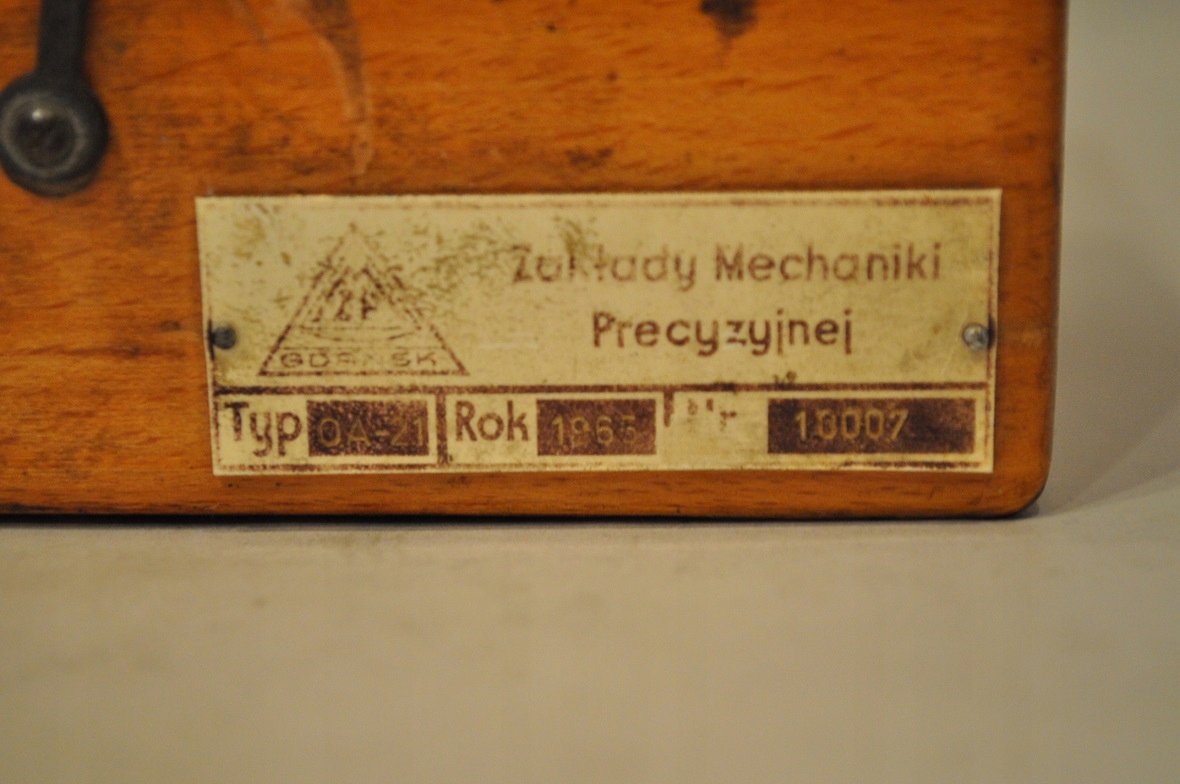 Zakłady Mechaniki
Precyzyjnej
GDAŃSK
Typ OA-21 Rok 1965 Nr 10007